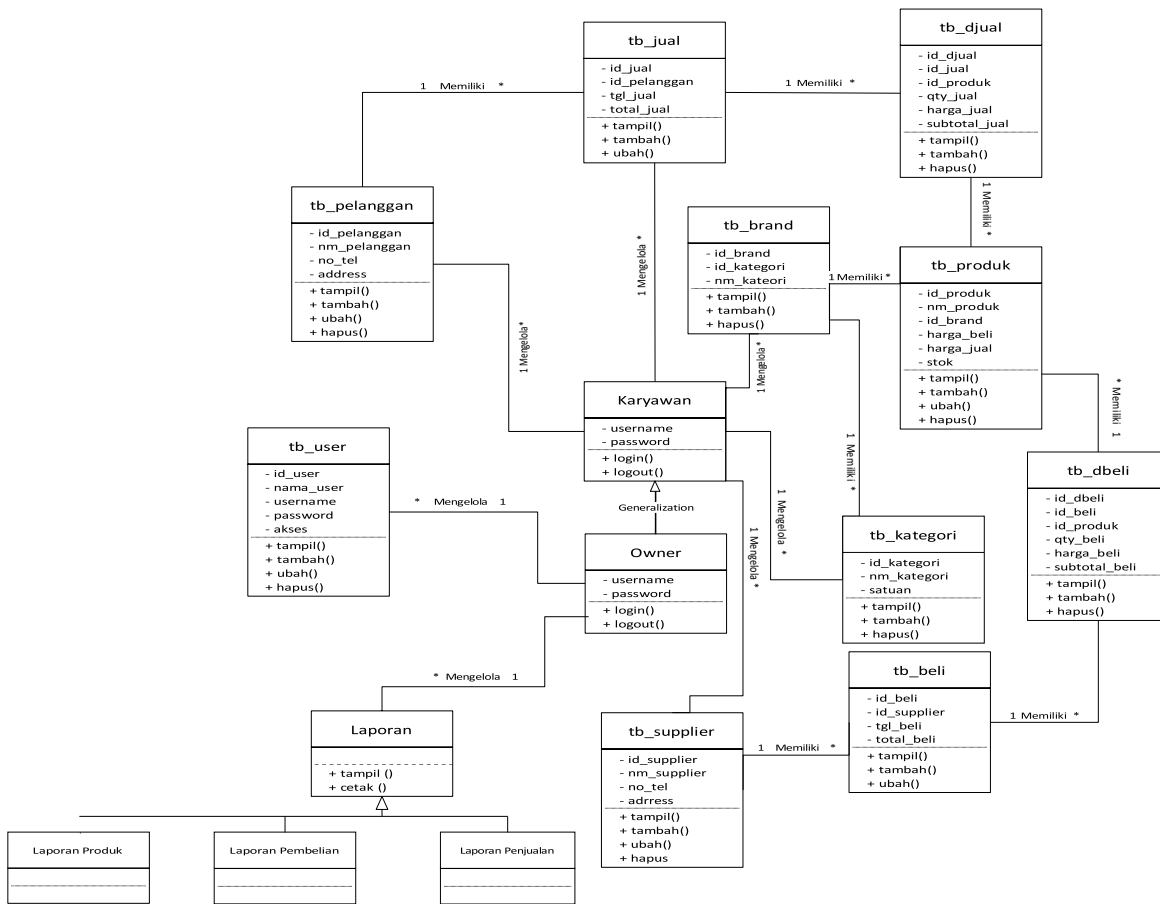 tb_jual
- id_jual
- id_pelanggan
- tgl_jual
- total_jual
+ tampil()
+ tambah()
+ ubah()
tb_djual
- id_djual
- id_jual
- id_produk
- qty_jual
- harga_jual
- subtotal_jual
+ tampil()
+ tambah()
+ hapus()
1 Memiliki *
1 Memiliki *
1 Memiliki *
tb_pelanggan
- id_pelanggan
- nm_pelanggan
- no_tel
- address
+ tampil()
+ tambah()
+ ubah()
+ hapus()
1 Mengelola *
tb_brand
- id_brand
- id_kategori
- nm_kateori
+ tampil()
+ tambah()
+ hapus()
1 Memiliki *
tb_produk
- id_produk
- nm_produk
- id_brand
- harga_beli
- harga_jual
- stok
+ tampil()
+ tambah()
+ ubah()
+ hapus()
1 Mengelola*
1 Mengelola*
Karyawan
- username
- password
+ login()
+ logout()
* Memiliki 1
tb_user
- id_user
- nama_user
- username
- password
- akses
+ tampil()
+ tambah()
+ ubah()
+ hapus()
* Mengelola 1
Generalization
1 Mengelola *
1 Mengelola *
1 Memiliki *
tb_dbeli
- id_dbeli
- id_beli
- id_produk
- qty_beli
- harga_beli
- subtotal_beli
+ tampil()
+ tambah()
+ hapus()
Owner
- username
- password
+ login()
+ logout()
tb_kategori
- id_kategori
- nm_kategori
- satuan
+ tampil()
+ tambah()
+ hapus()
* Mengelola 1
tb_beli
- id_beli
- id_supplier
- tgl_beli
- total_beli
+ tampil()
+ tambah()
+ ubah()
1 Memiliki *
Laporan
+ tampil ()
+ cetak ()
tb_supplier
- id_supplier
- nm_supplier
- no_tel
- adrress
+ tampil()
+ tambah()
+ ubah()
+ hapus
1 Memiliki *
Laporan Produk
Laporan Pembelian
Laporan Penjualan